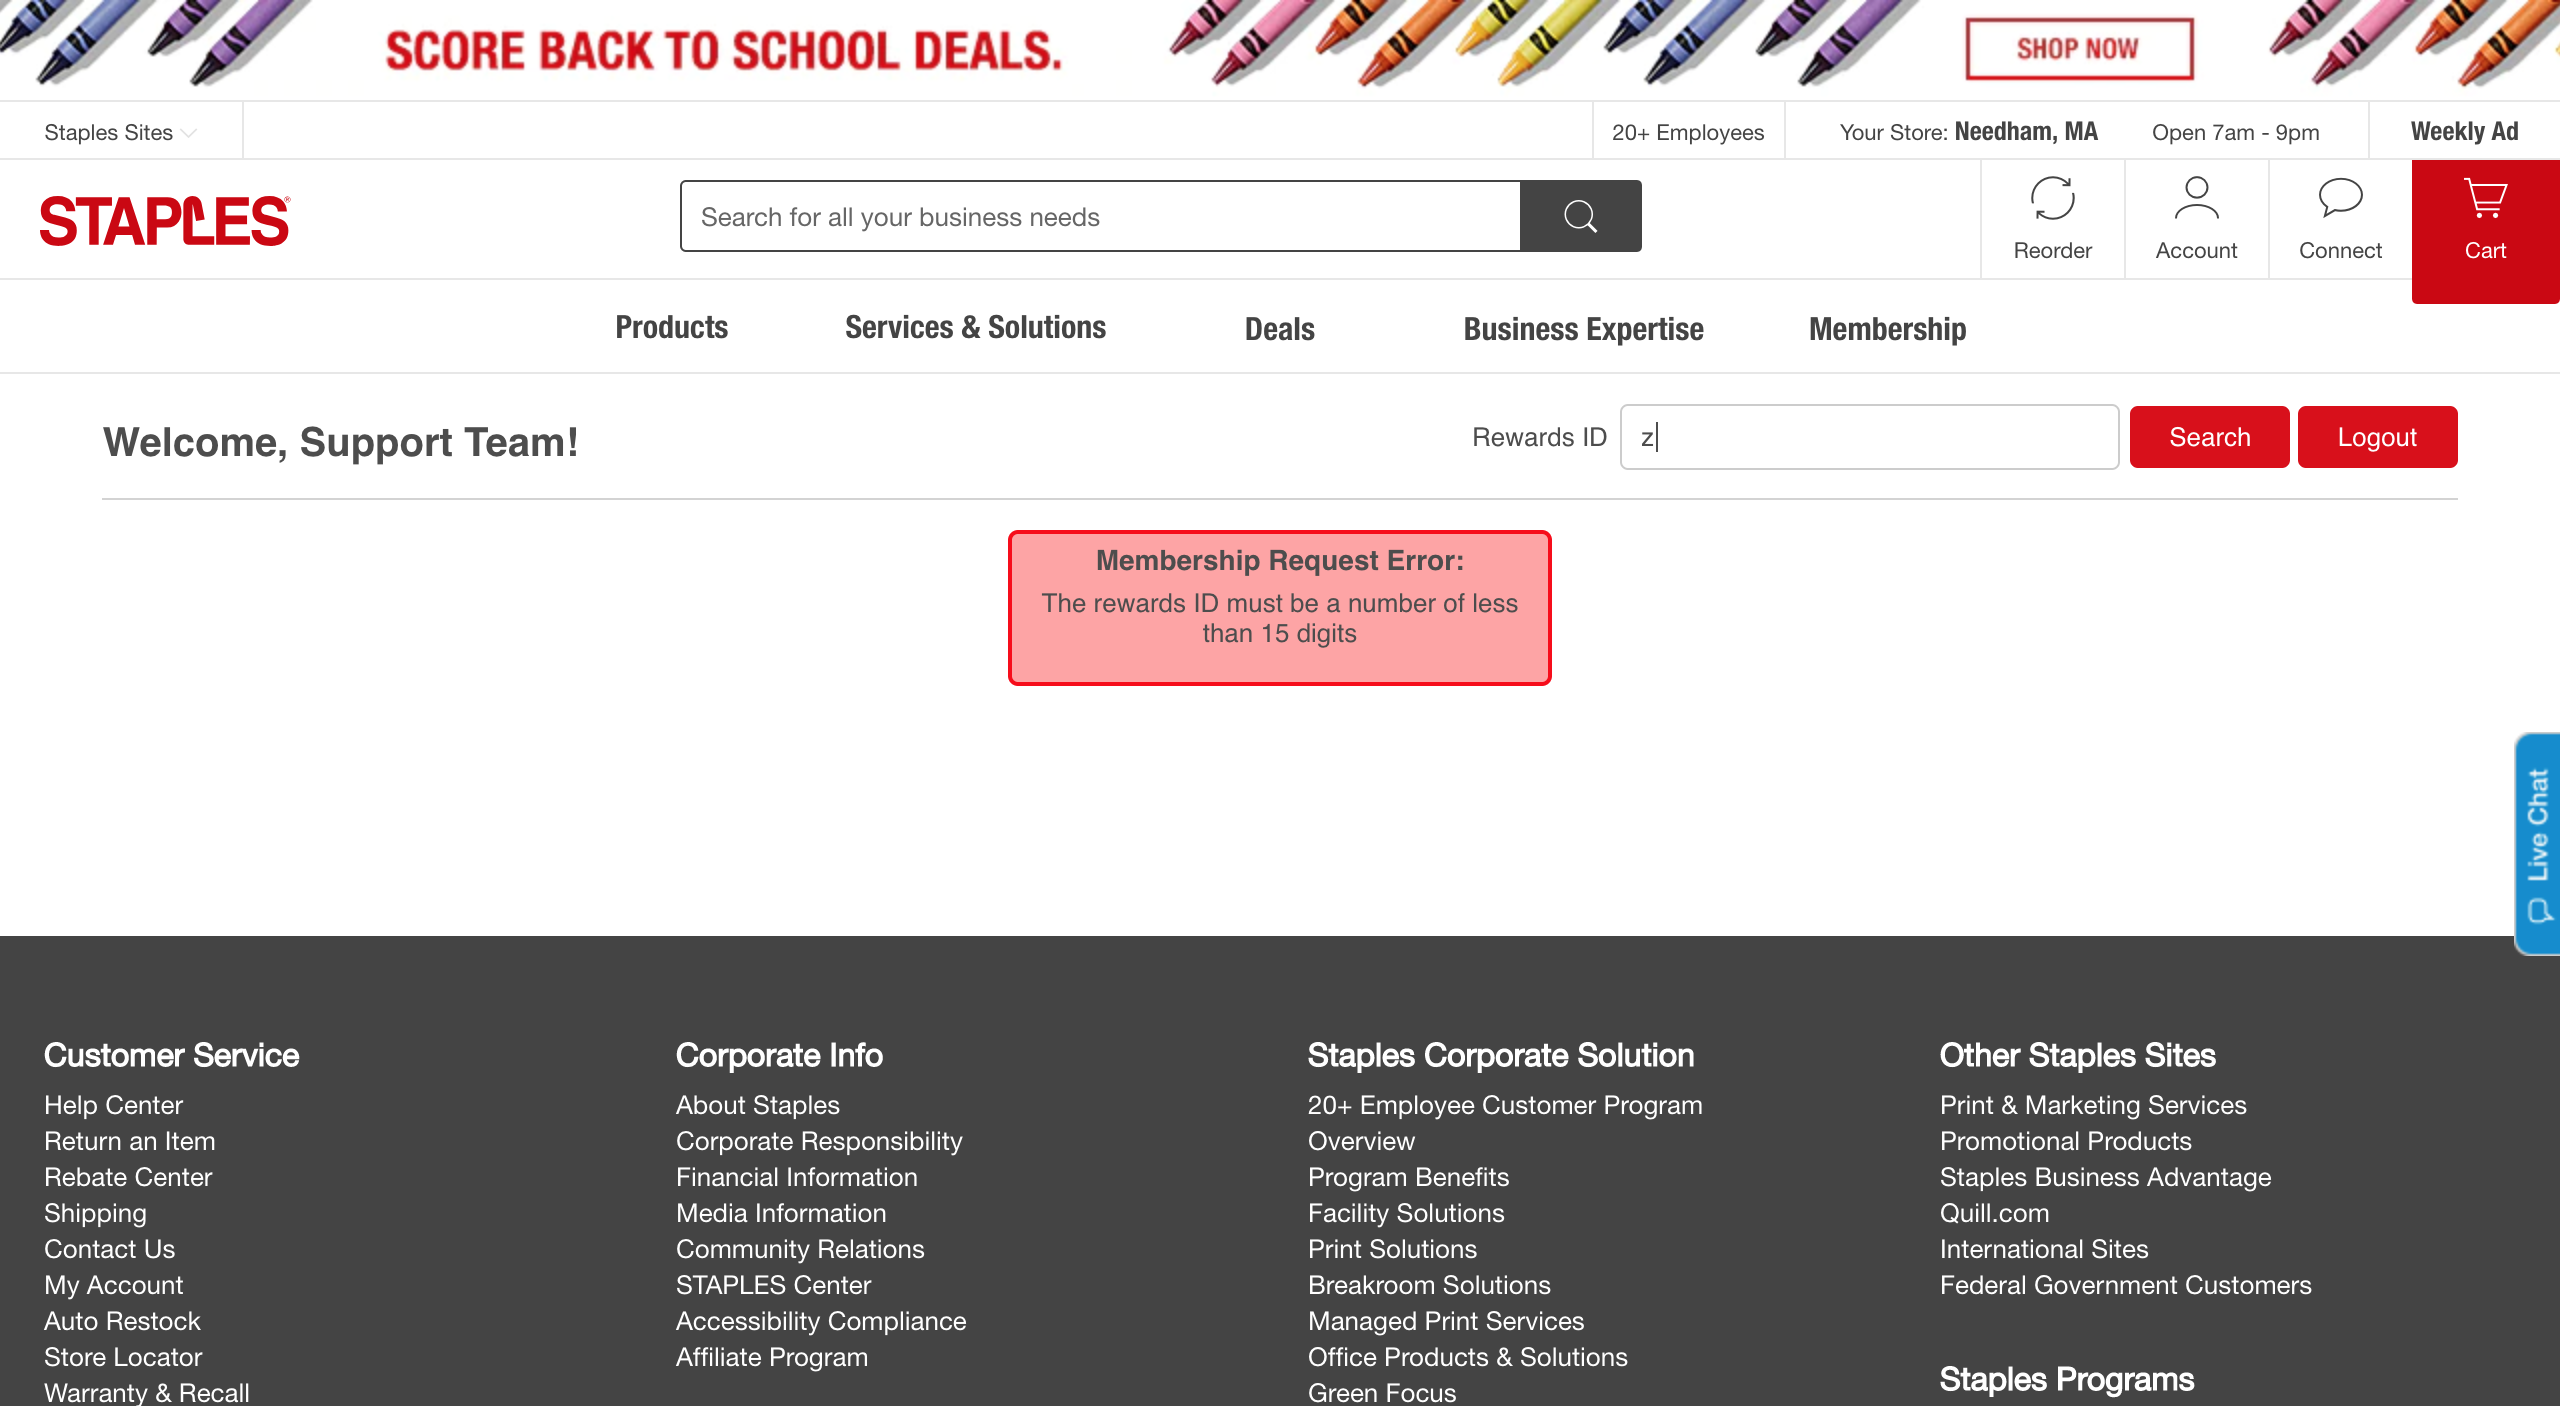 SCORE BACK TO SCHOOL DEALS.
SHOP NOW
Staples Sites
20+ Employees
Your Store: Needham, MA
Open 7am - 9pm
Weekly Ad
STAPLES®
Search for all your business needs
Reorder
Account
Connect
Cart
Products
Services & Solutions
Deals
Business Expertise
Membership
Welcome, Support Team!
Rewards ID
z
Search
Logout
Membership Request Error:
The rewards ID must be a number of less
than 15 digits
Live Chat
Customer Service
Help Center
Return an Item
Rebate Center
Shipping
Contact Us
My Account
Auto Restock
Store Locator
Warranty & Recall
Corporate Info
About Staples
Corporate Responsibility
Financial Information
Media Information
Community Relations
STAPLES Center
Accessibility Compliance
Affiliate Program
Staples Corporate Solution
20+ Employee Customer Program
Overview
Program Benefits
Facility Solutions
Print Solutions
Breakroom Solutions
Managed Print Services
Office Products & Solutions
Green Focus
Other Staples Sites
Print & Marketing Services
Promotional Products
Staples Business Advantage
Quill.com
International Sites
Federal Government Customers
Staples Programs